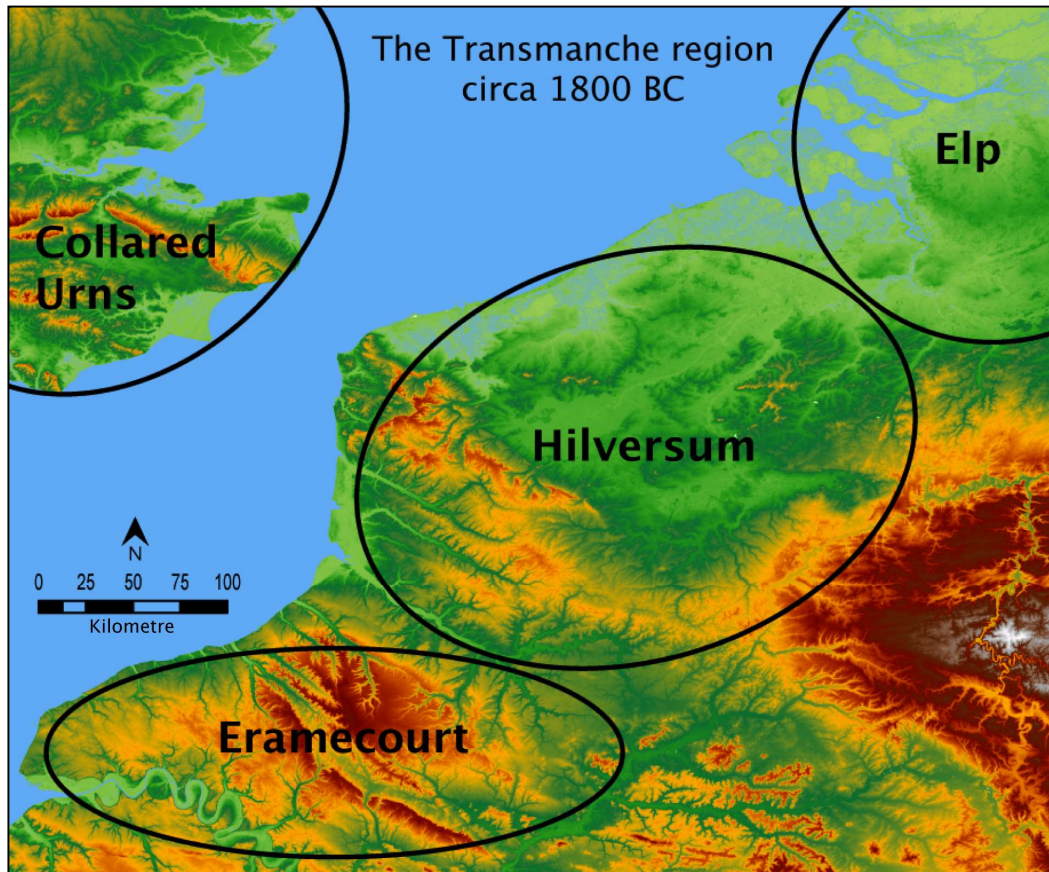 The Transmanche region
circa 1800 BC
Elp
Collared
Urns
Hilversum
N
0 25 50 75 100
Kilometre
Eramecourt